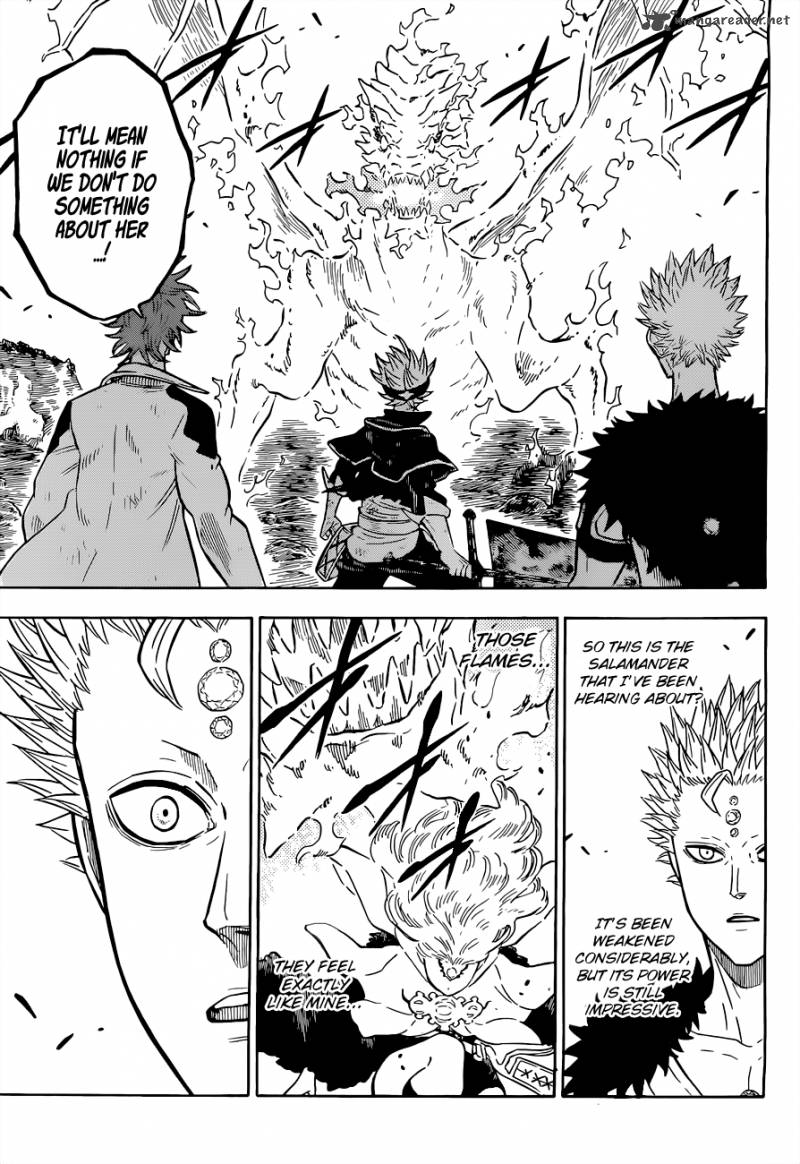 mangareader.net
IT'LL MEAN
NOTHING IF
WE DON'T DO
SOMETHING
ABOUT HER
....!
SO THIS IS THE
SALAMANDER
THAT I'VE BEEN
HEARING ABOUT?
IT'S BEEN
WEAKENED
CONSIDERABLY,
BUT ITS POWER
IS STILL
IMPRESSIVE.
THOSE
FLAMES...
THEY FEEL
EXACTLY
LIKE MINE...